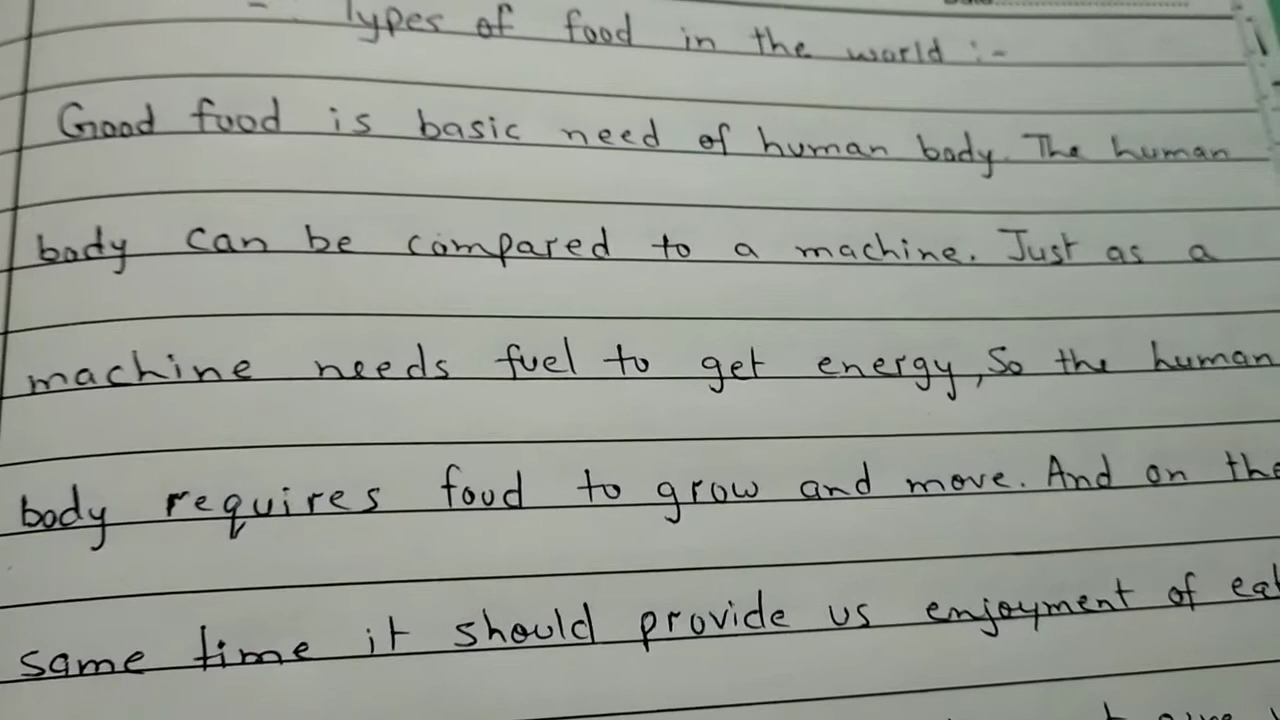 Types of food in the world :-
Good food is basic need of human body. The human
body can be compared to a machine. Just as a
machine needs fuel to get energy, So the human
body requires food to grow and move. And on the
same time it should provide us enjoyment of eat